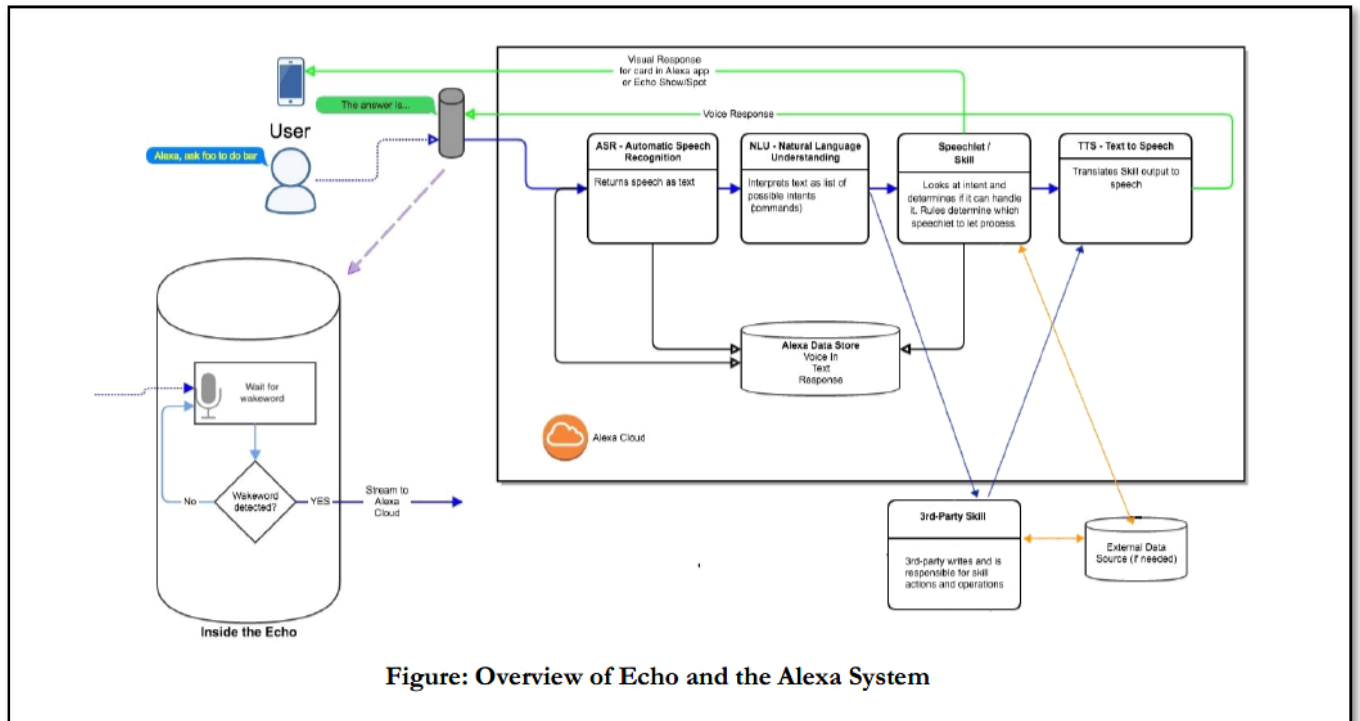 Visual Response
for card in Alexa app
or Echo Show/Spot
The answer is...
Voice Response
User
Alexa, ask foo to do bar
ASR - Automatic Speech
Recognition
Returns speech as text
NLU - Natural Language
Understanding
Interprets text as list of
possible intents
(commands)
Speechlet /
Skill
Looks at intent and
determines if it can handle
it. Rules determine which
speechlet to let process.
TTS - Text to Speech
Translates Skill output to
speech
Alexa Data Store
Voice In
Text
Response
Alexa Cloud
Wait for
wakeword
Wakeword
detected?
No
YES
Stream to
Alexa
Cloud
Inside the Echo
3rd-Party Skill
3rd-party writes and is
responsible for skill
actions and operations
External Data
Source (if needed)
Figure: Overview of Echo and the Alexa System